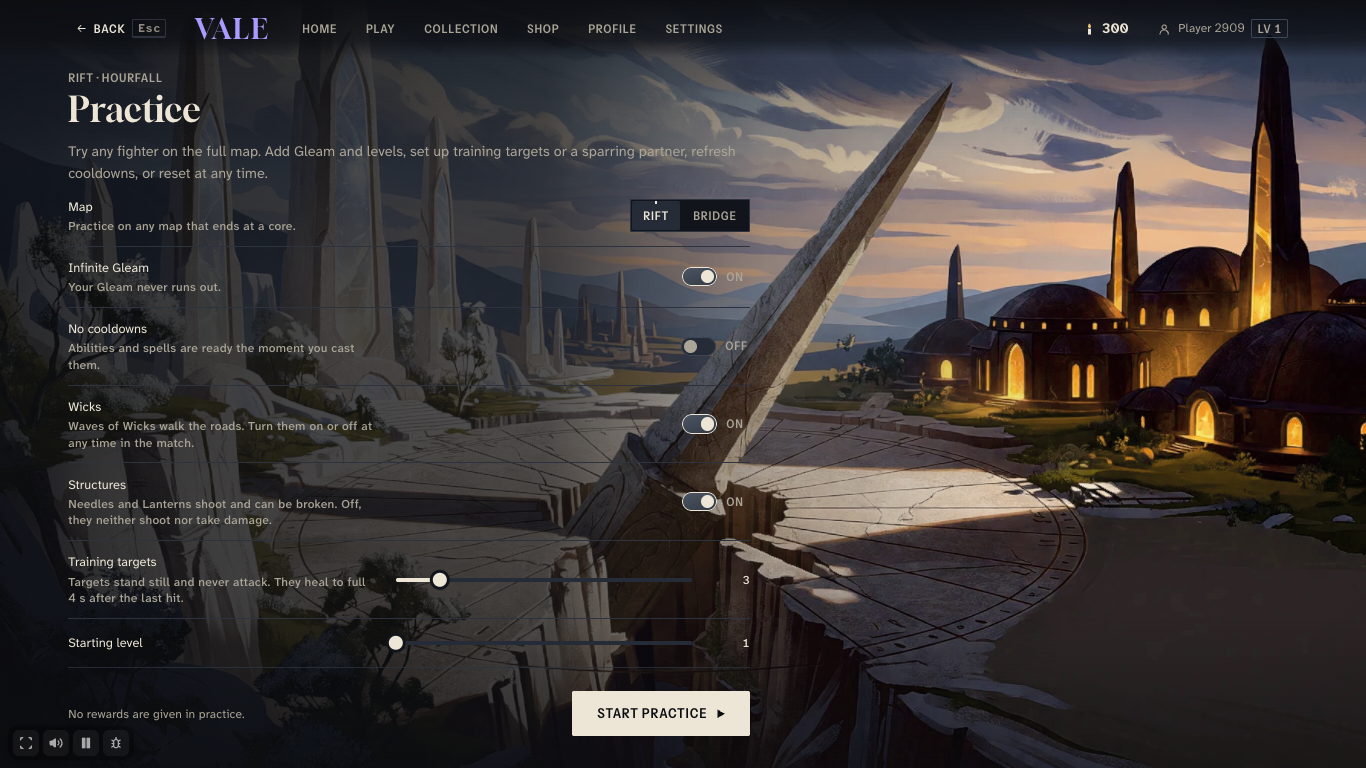 ← BACK Esc VALE HOME PLAY COLLECTION SHOP PROFILE SETTINGS 300 Player 2909 LV 1
RIFT · HOURFALL
Practice
Try any fighter on the full map. Add Gleam and levels, set up training targets or a sparring partner, refresh
cooldowns, or reset at any time.
Map
Practice on any map that ends at a core.
RIFT BRIDGE
Infinite Gleam
Your Gleam never runs out.
ON
No cooldowns
Abilities and spells are ready the moment you cast
them.
OFF
Wicks
Waves of Wicks walk the roads. Turn them on or off at
any time in the match.
ON
Structures
Needles and Lanterns shoot and can be broken. Off,
they neither shoot nor take damage.
ON
Training targets
Targets stand still and never attack. They heal to full
4 s after the last hit.
3
Starting level
1
No rewards are given in practice.
START PRACTICE ▶